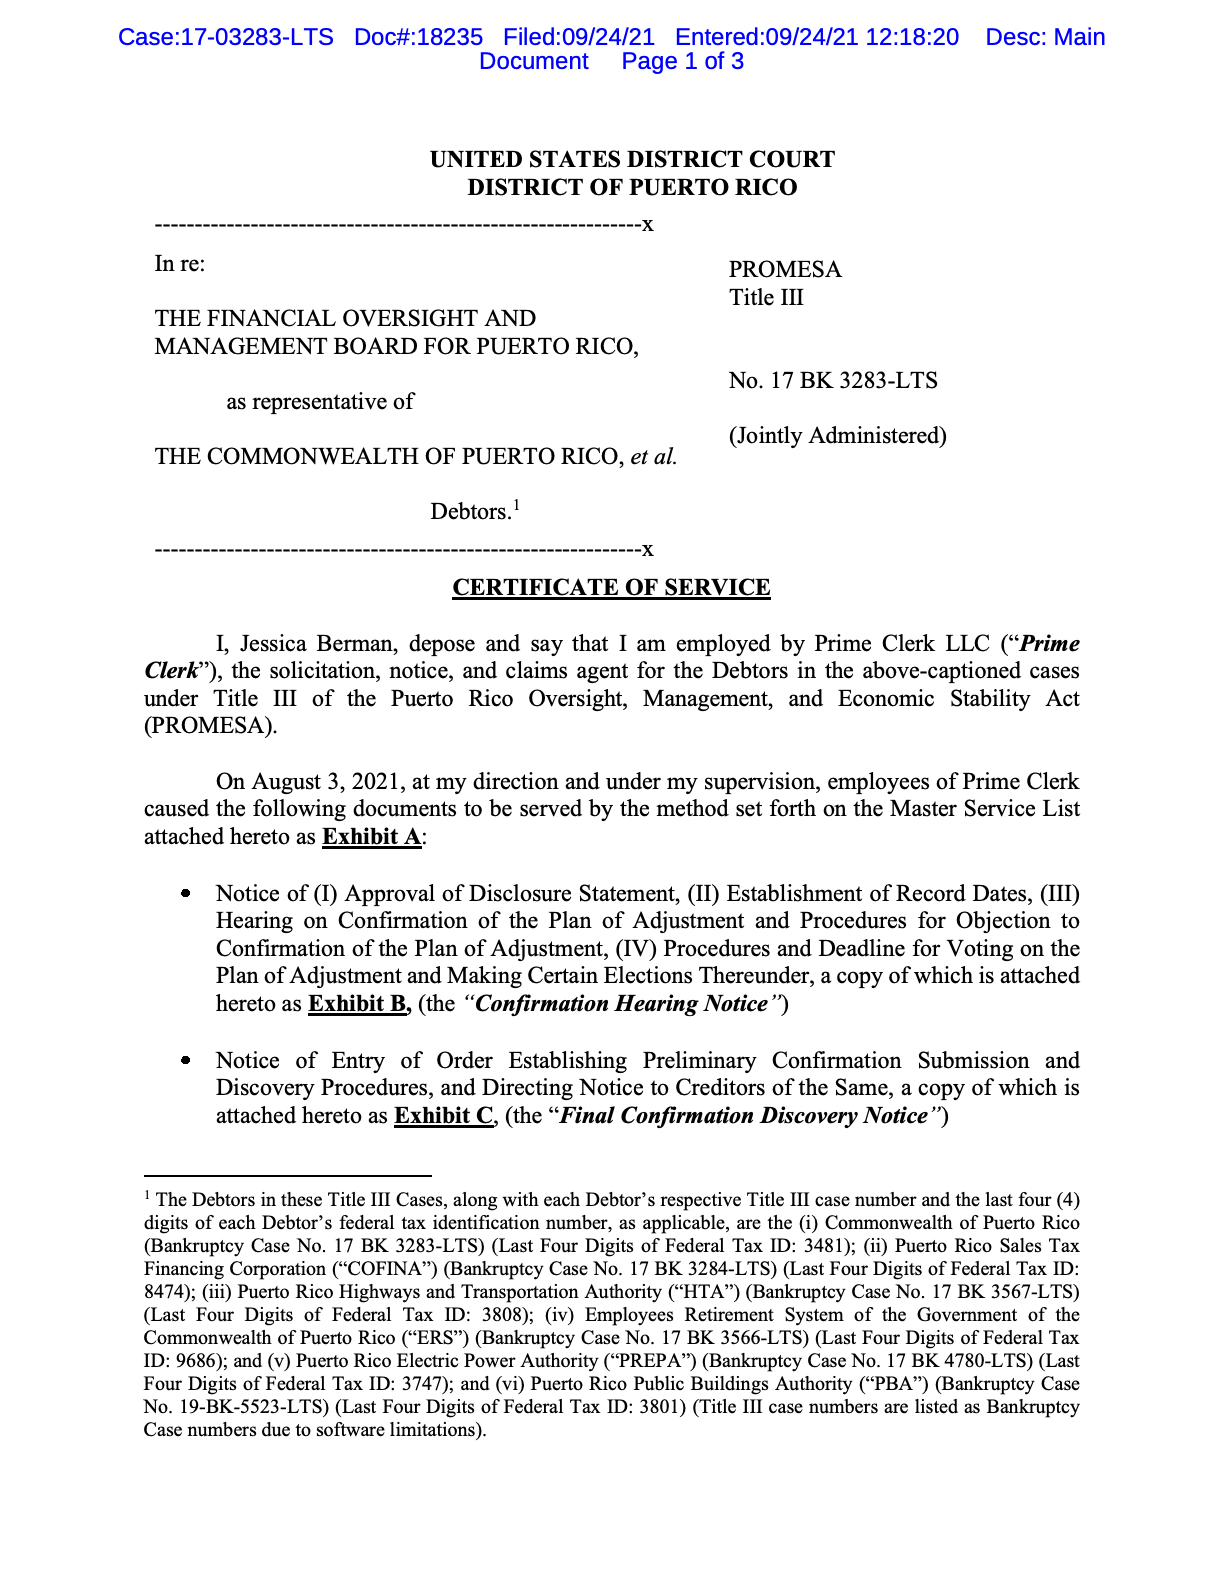 Case:17-03283-LTS Doc#:18235 Filed:09/24/21 Entered:09/24/21 12:18:20 Desc: Main
Document Page 1 of 3
UNITED STATES DISTRICT COURT
DISTRICT OF PUERTO RICO
-------------------------------------------------------------x
In re:
PROMESA
Title III
THE FINANCIAL OVERSIGHT AND
MANAGEMENT BOARD FOR PUERTO RICO,
No. 17 BK 3283-LTS
as representative of
(Jointly Administered)
THE COMMONWEALTH OF PUERTO RICO, et al.
Debtors.1
-------------------------------------------------------------x
CERTIFICATE OF SERVICE
I, Jessica Berman, depose and say that I am employed by Prime Clerk LLC (“Prime
Clerk”), the solicitation, notice, and claims agent for the Debtors in the above-captioned cases
under Title III of the Puerto Rico Oversight, Management, and Economic Stability Act
(PROMESA).
On August 3, 2021, at my direction and under my supervision, employees of Prime Clerk
caused the following documents to be served by the method set forth on the Master Service List
attached hereto as Exhibit A:
• Notice of (I) Approval of Disclosure Statement, (II) Establishment of Record Dates, (III)
Hearing on Confirmation of the Plan of Adjustment and Procedures for Objection to
Confirmation of the Plan of Adjustment, (IV) Procedures and Deadline for Voting on the
Plan of Adjustment and Making Certain Elections Thereunder, a copy of which is attached
hereto as Exhibit B, (the “Confirmation Hearing Notice”)
• Notice of Entry of Order Establishing Preliminary Confirmation Submission and
Discovery Procedures, and Directing Notice to Creditors of the Same, a copy of which is
attached hereto as Exhibit C, (the “Final Confirmation Discovery Notice”)
1 The Debtors in these Title III Cases, along with each Debtor’s respective Title III case number and the last four (4)
digits of each Debtor’s federal tax identification number, as applicable, are the (i) Commonwealth of Puerto Rico
(Bankruptcy Case No. 17 BK 3283-LTS) (Last Four Digits of Federal Tax ID: 3481); (ii) Puerto Rico Sales Tax
Financing Corporation (“COFINA”) (Bankruptcy Case No. 17 BK 3284-LTS) (Last Four Digits of Federal Tax ID:
8474); (iii) Puerto Rico Highways and Transportation Authority (“HTA”) (Bankruptcy Case No. 17 BK 3567-LTS)
(Last Four Digits of Federal Tax ID: 3808); (iv) Employees Retirement System of the Government of the
Commonwealth of Puerto Rico (“ERS”) (Bankruptcy Case No. 17 BK 3566-LTS) (Last Four Digits of Federal Tax
ID: 9686); and (v) Puerto Rico Electric Power Authority (“PREPA”) (Bankruptcy Case No. 17 BK 4780-LTS) (Last
Four Digits of Federal Tax ID: 3747); and (vi) Puerto Rico Public Buildings Authority (“PBA”) (Bankruptcy Case
No. 19-BK-5523-LTS) (Last Four Digits of Federal Tax ID: 3801) (Title III case numbers are listed as Bankruptcy
Case numbers due to software limitations).